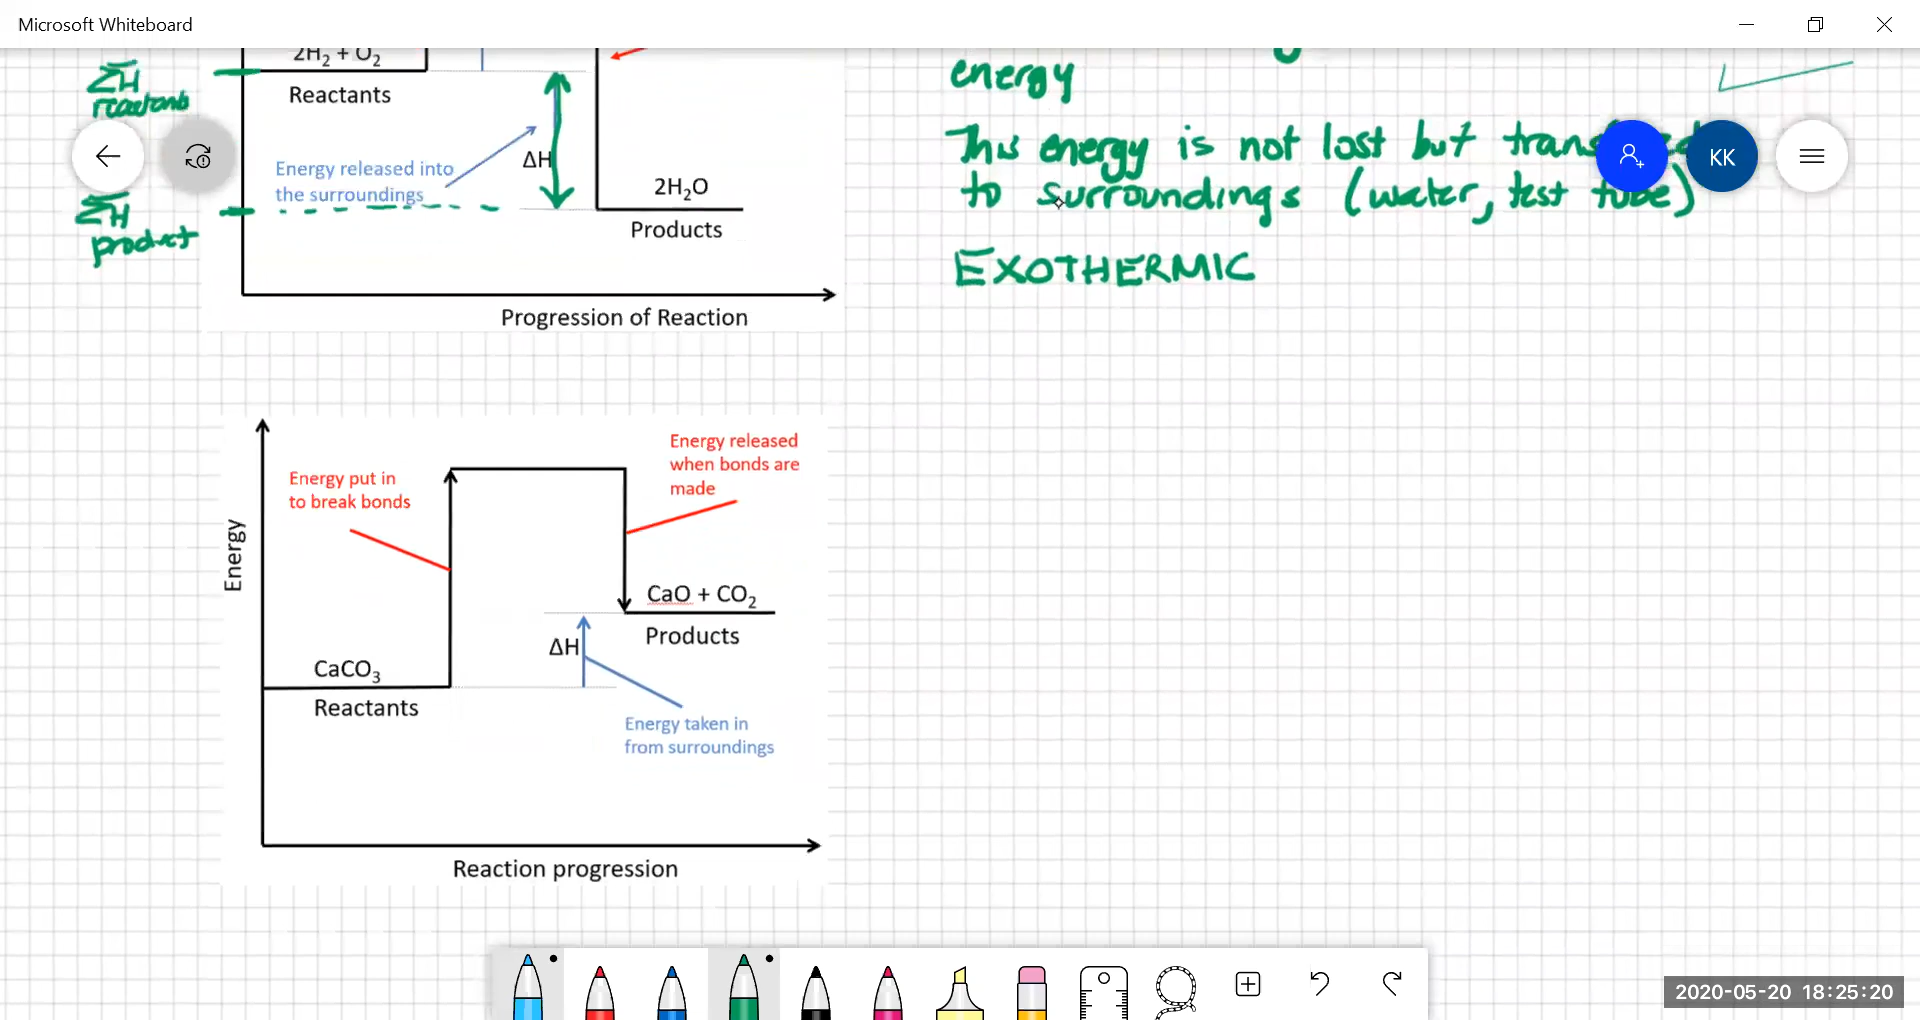 Microsoft Whiteboard
2H₂ + O₂
Reactants
ΣH
reactants
Energy released into
the surroundings
ΔH
2H₂O
Products
ΣH
product
Progression of Reaction
energy
This energy is not lost but
to surroundings (water, test tube)
EXOTHERMIC
KK
Energy
Energy put in
to break bonds
Energy released
when bonds are
made
CaO + CO₂
Products
ΔH
CaCO₃
Reactants
Energy taken in
from surroundings
Reaction progression
2020-05-20 18:25:20